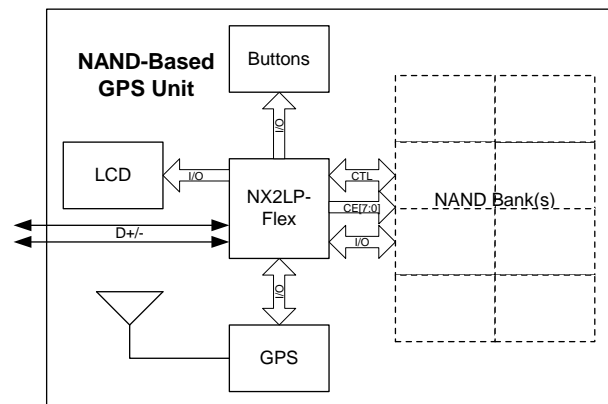 NAND-Based
GPS Unit
Buttons
I/O
LCD
I/O
NX2LP-
Flex
CTL
CE[7:0]
I/O
NAND Bank(s)
D+/-
I/O
GPS